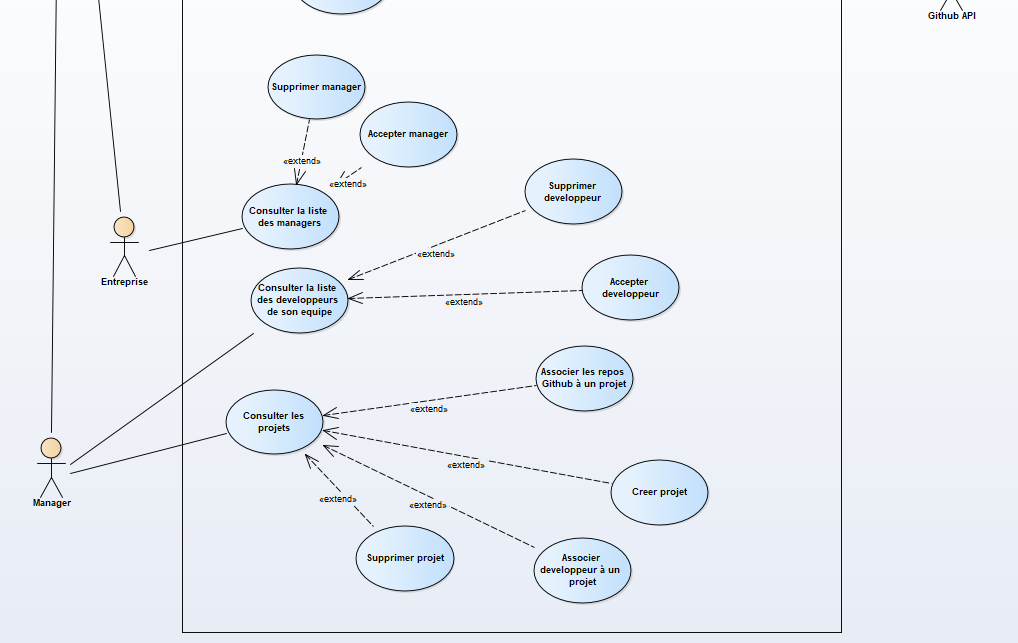 Github API
Supprimer manager
Accepter manager
«extend»
«extend»
Supprimer
developpeur
Consulter la liste
des managers
«extend»
Entreprise
Consulter la liste
des developpeurs
de son equipe
Accepter
developpeur
«extend»
Associer les repos
Github à un projet
«extend»
Consulter les
projets
«extend»
Creer projet
Manager
«extend»
«extend»
Supprimer projet
Associer
developpeur à un
projet